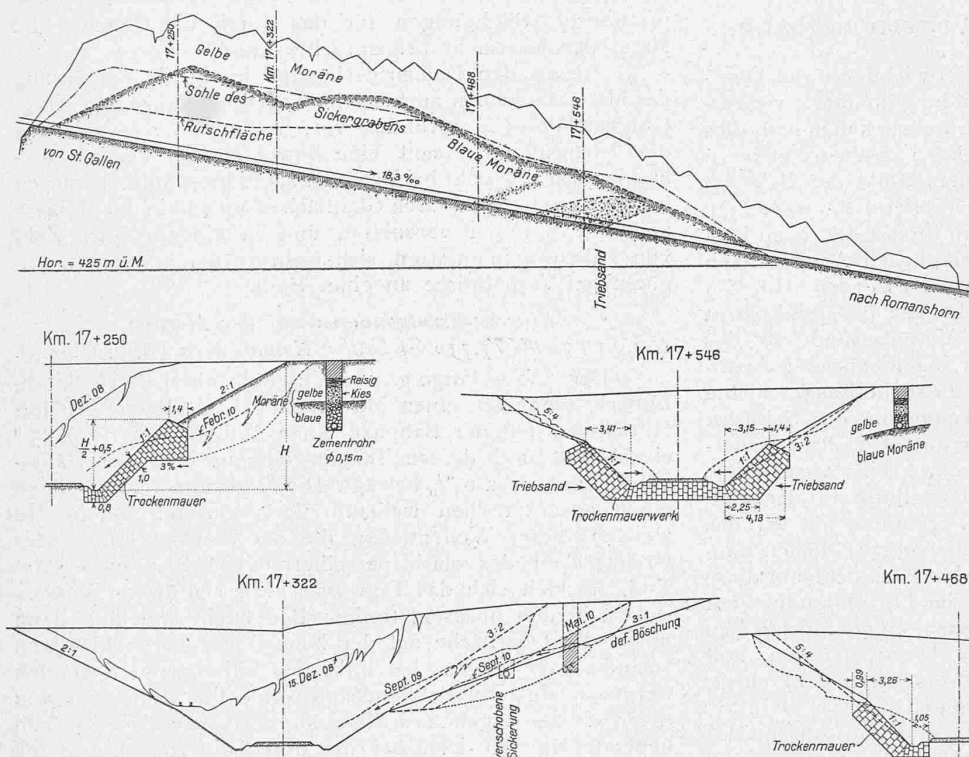 17+250
Km. 17+322
Gelbe
Moräne
Sohle des
Sickergrabens
17+468
17+546
Rutschfläche
Blaue Moräne
von St. Gallen
18,3 ‰
Hor. = 425 m ü. M.
Triebsand
nach Romanshorn
Km. 17+250
Dez. 08
2:1
1,4
Febr. 10
Moräne
gelbe
blaue
Reisig
Kies
H/2 + 0,5
1:1
H
Zementrohr
φ 0,15 m
3%
1,0
0,8
Trockenmauer
Km. 17+546
5:4
3,41
3,15
1,4
3:2
1:1
gelbe
blaue Moräne
Triebsand
Triebsand
Trockenmauerwerk
2,25
4,13
Km. 17+322
2:1
15. Dez. 08
Sept. 09
3:2
Sept. 10
Mai. 10
3:1
def. Böschung
verschobene
Sickerung
Km. 17+468
5:4
0,99
3,28
1:1
1,05
Trockenmauer